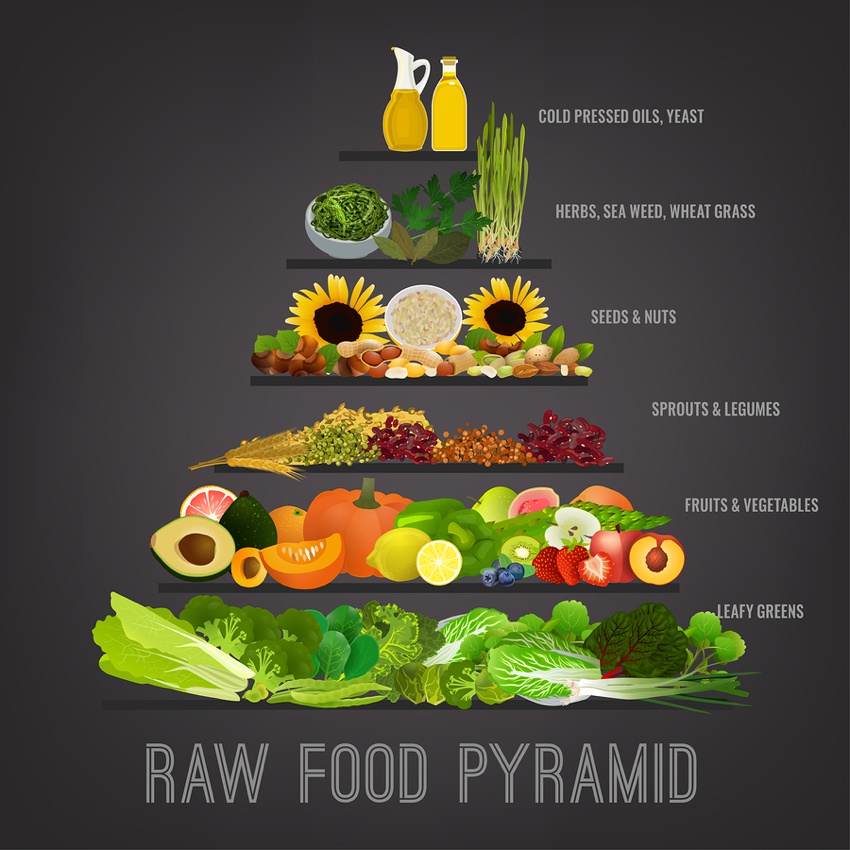 COLD PRESSED OILS, YEAST
HERBS, SEA WEED, WHEAT GRASS
SEEDS & NUTS
SPROUTS & LEGUMES
FRUITS & VEGETABLES
LEAFY GREENS
RAW FOOD PYRAMID